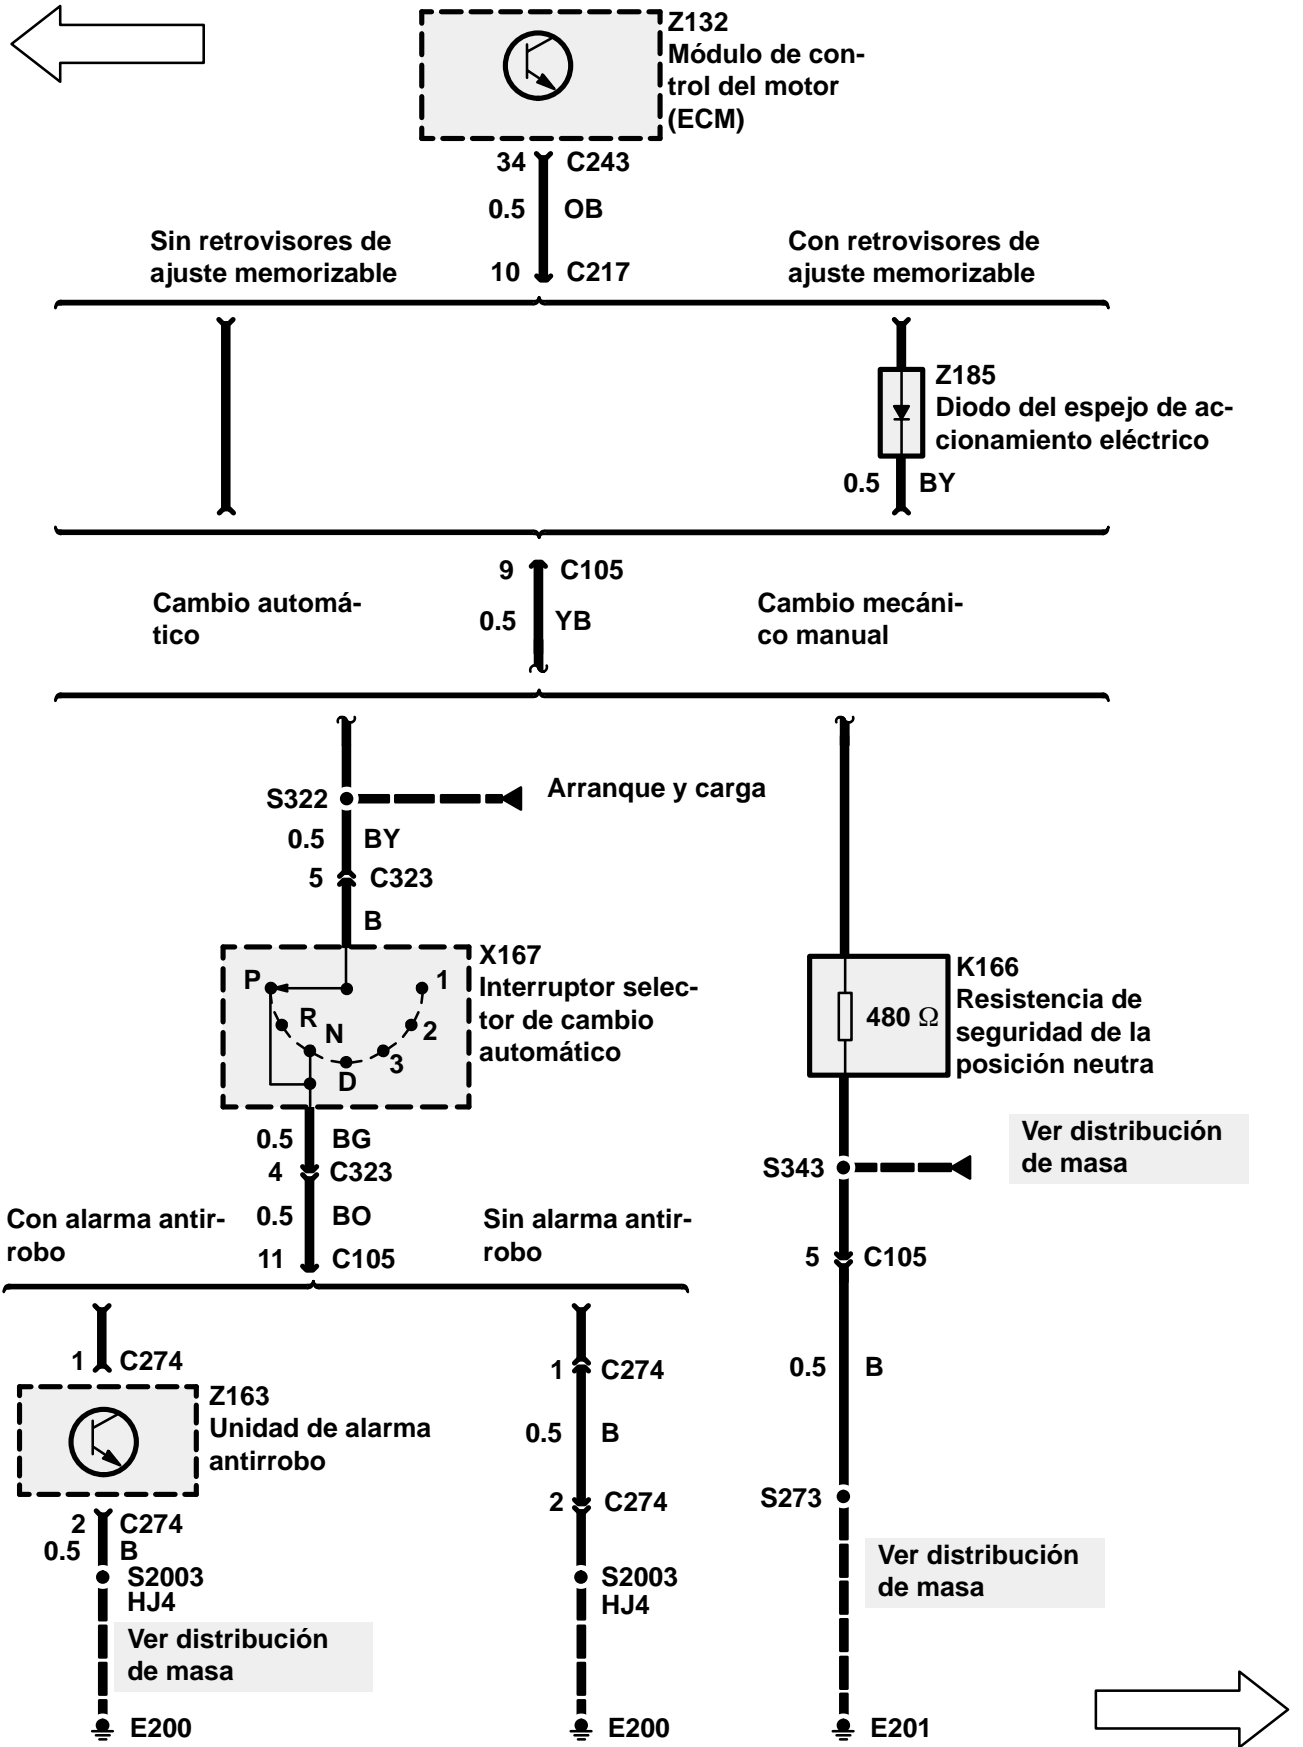 Z132
Módulo de con-
trol del motor
(ECM)
34 C243
0.5 OB
10 C217
Sin retrovisores de
ajuste memorizable
Con retrovisores de
ajuste memorizable
Z185
Diodo del espejo de ac-
cionamiento eléctrico
0.5 BY
9 C105
0.5 YB
Cambio automá-
tico
Cambio mecáni-
co manual
S322
Arranque y carga
0.5 BY
5 C323
B
X167
Interruptor selec-
tor de cambio
automático
P
R
N
D
3
2
1
K166
Resistencia de
seguridad de la
posición neutra
480 Ω
0.5 BG
4 C323
0.5 BO
11 C105
S343
Ver distribución
de masa
Con alarma antir-
robo
Sin alarma antir-
robo
5 C105
0.5 B
1 C274
Z163
Unidad de alarma
antirrobo
2 C274
0.5 B
S2003
HJ4
Ver distribución
de masa
E200
1 C274
0.5 B
2 C274
S2003
HJ4
E200
S273
Ver distribución
de masa
E201